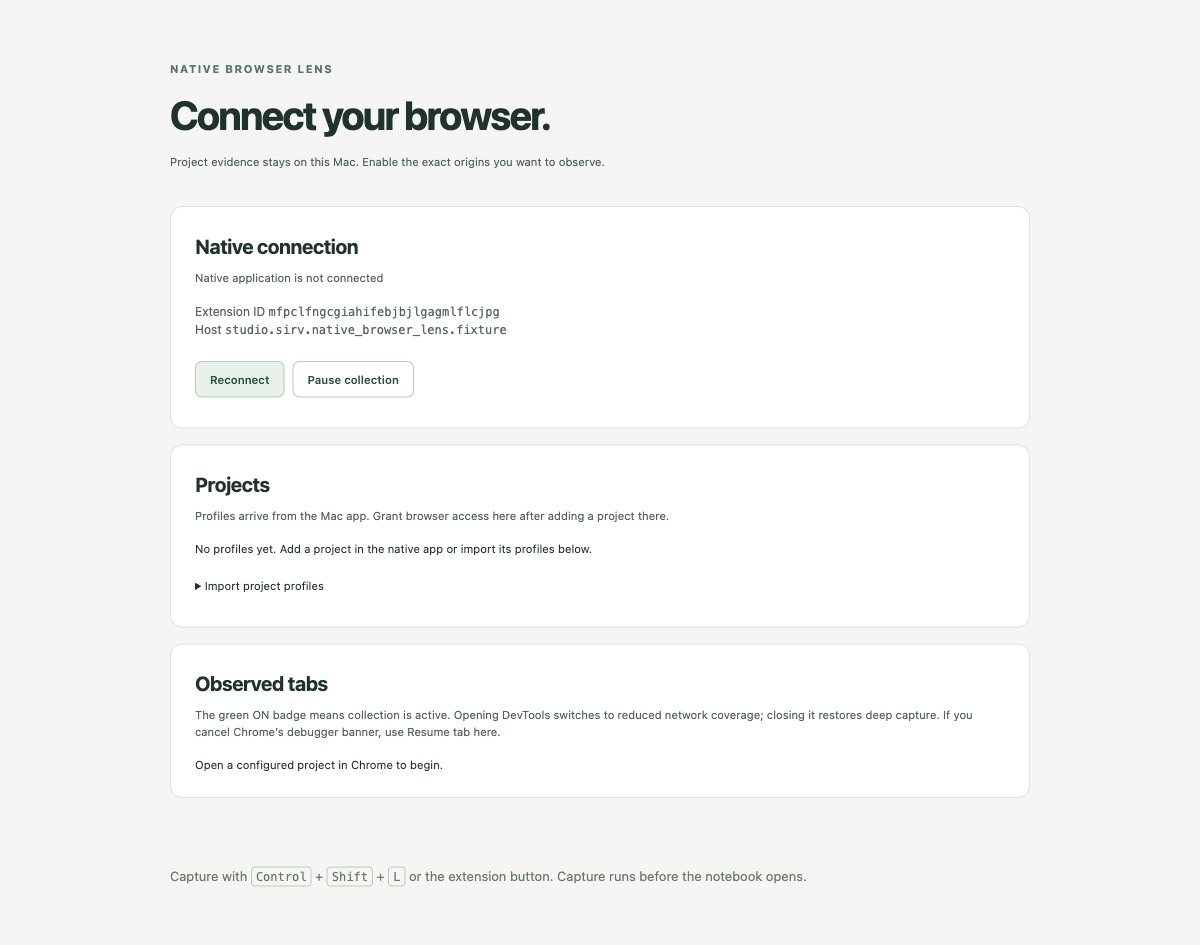 NATIVE BROWSER LENS
Connect your browser.
Project evidence stays on this Mac. Enable the exact origins you want to observe.
Native connection
Native application is not connected
Extension ID mfpclfngcgiahifebjbjlgagmlflcjpg
Host studio.sirv.native_browser_lens.fixture
Reconnect Pause collection
Projects
Profiles arrive from the Mac app. Grant browser access here after adding a project there.
No profiles yet. Add a project in the native app or import its profiles below.
Import project profiles
Observed tabs
The green ON badge means collection is active. Opening DevTools switches to reduced network coverage; closing it restores deep capture. If you
cancel Chrome's debugger banner, use Resume tab here.
Open a configured project in Chrome to begin.
Capture with Control + Shift + L or the extension button. Capture runs before the notebook opens.